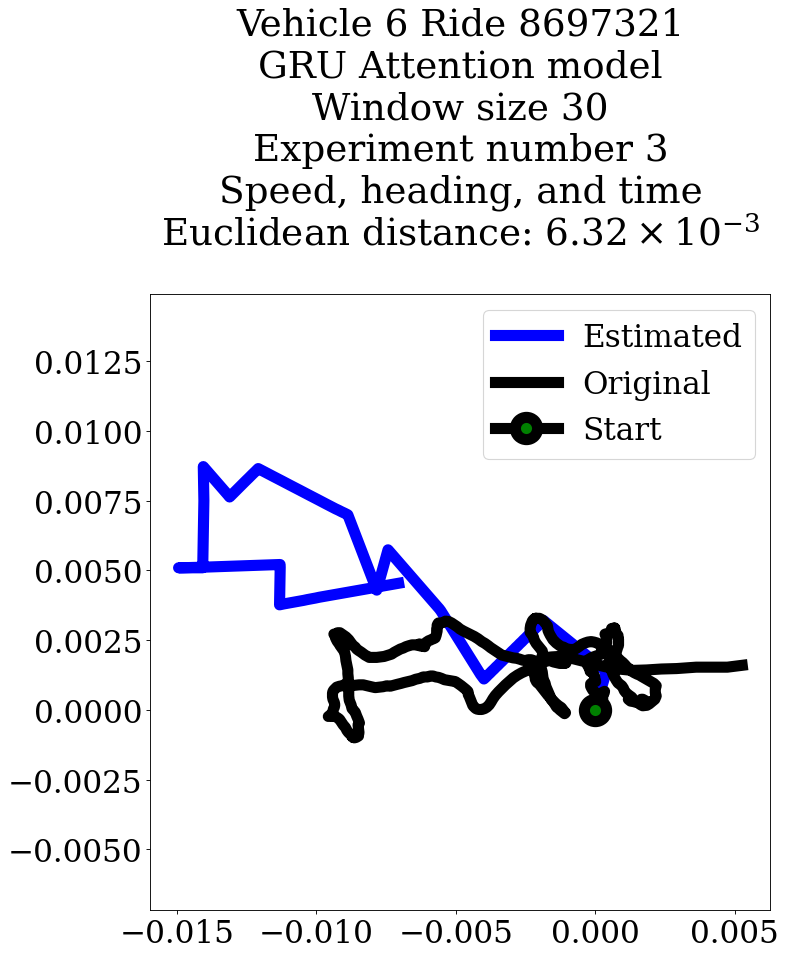 Vehicle 6 Ride 8697321
GRU Attention model
Window size 30
Experiment number 3
Speed, heading, and time
Euclidean distance: 6.32 × 10⁻³
Estimated
Original
Start
0.0125
0.0100
0.0075
0.0050
0.0025
0.0000
−0.0025
−0.0050
−0.015 −0.010 −0.005 0.000 0.005